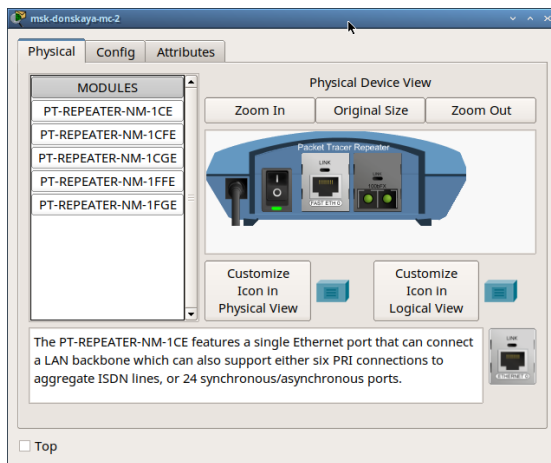 msk-donskaya-mc-2
Physical
Config
Attributes
MODULES
PT-REPEATER-NM-1CE
PT-REPEATER-NM-1CFE
PT-REPEATER-NM-1CGE
PT-REPEATER-NM-1FFE
PT-REPEATER-NM-1FGE
Physical Device View
Zoom In
Original Size
Zoom Out
Packet Tracer Repeater
LINK
FAST ETH 0
100MFX
Customize
Icon in
Physical View
Customize
Icon in
Logical View
The PT-REPEATER-NM-1CE features a single Ethernet port that can connect
a LAN backbone which can also support either six PRI connections to
aggregate ISDN lines, or 24 synchronous/asynchronous ports.
LINK
ETHERNET 0
Top